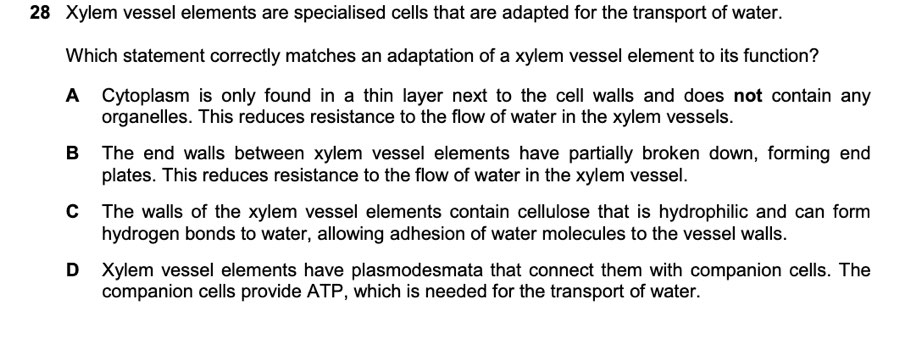 28 Xylem vessel elements are specialised cells that are adapted for the transport of water.
Which statement correctly matches an adaptation of a xylem vessel element to its function?
A Cytoplasm is only found in a thin layer next to the cell walls and does not contain any
organelles. This reduces resistance to the flow of water in the xylem vessels.
B The end walls between xylem vessel elements have partially broken down, forming end
plates. This reduces resistance to the flow of water in the xylem vessel.
C The walls of the xylem vessel elements contain cellulose that is hydrophilic and can form
hydrogen bonds to water, allowing adhesion of water molecules to the vessel walls.
D Xylem vessel elements have plasmodesmata that connect them with companion cells. The
companion cells provide ATP, which is needed for the transport of water.